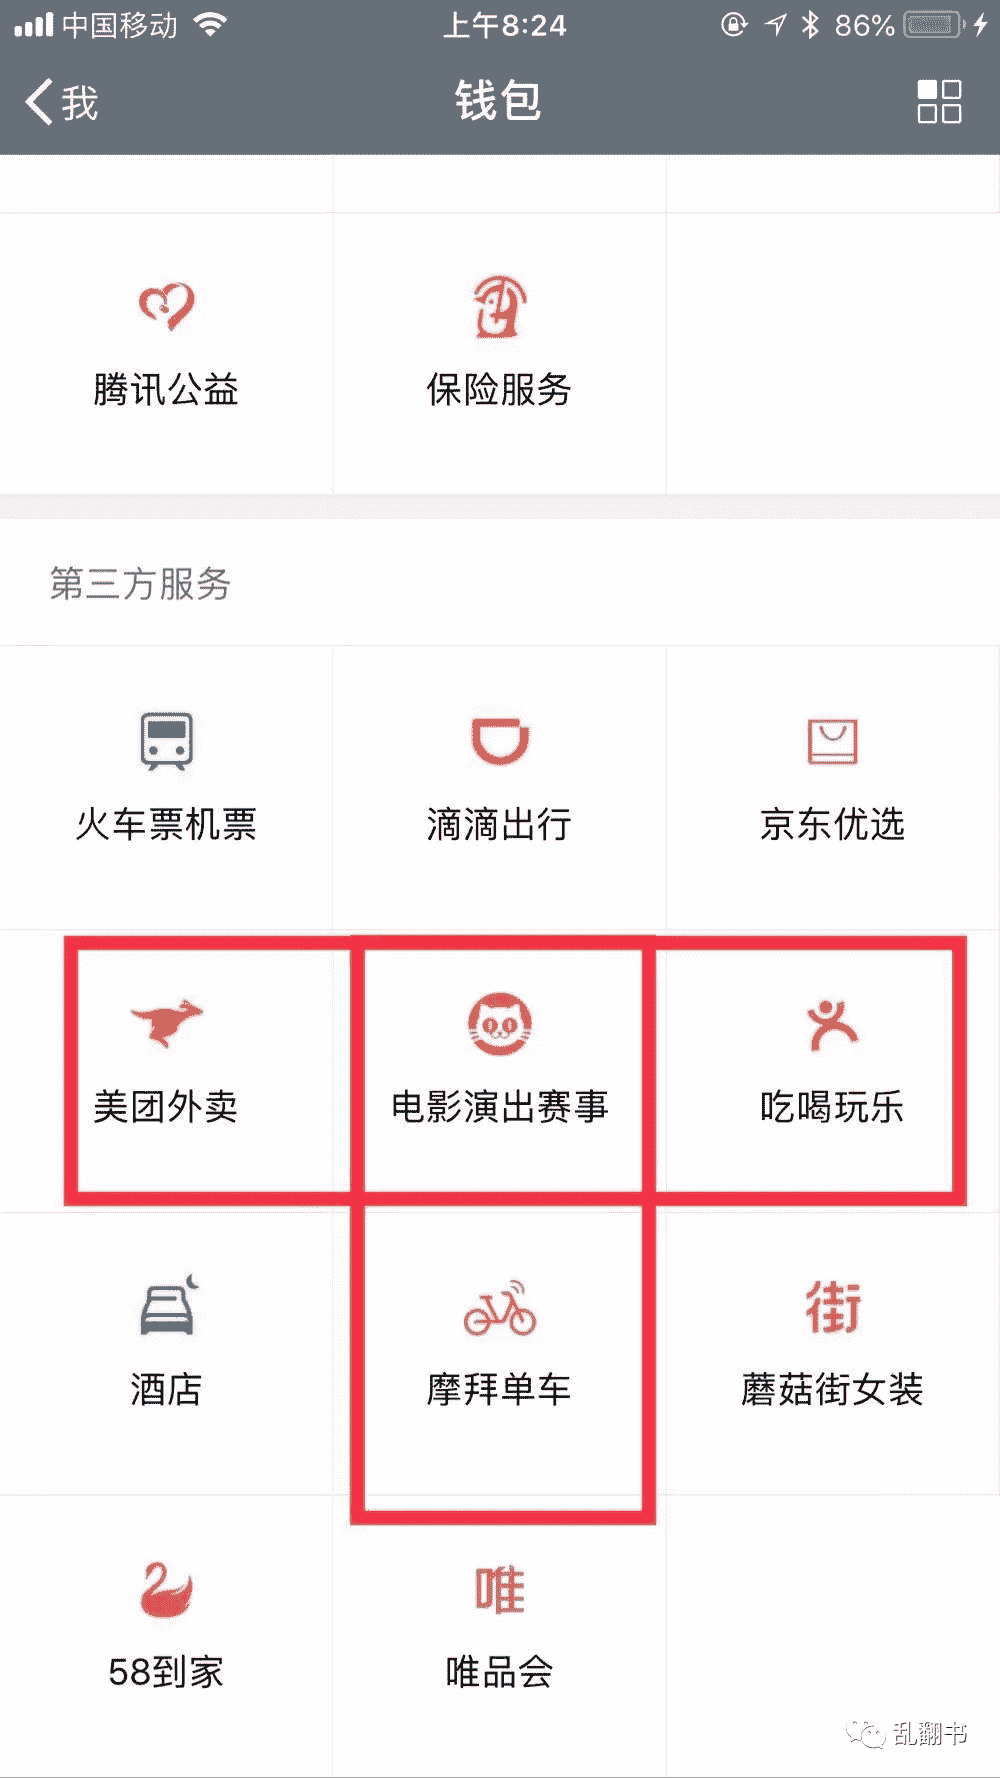 中国移动 上午8:24 86%
我 钱包
腾讯公益 保险服务
第三方服务
火车票机票 滴滴出行 京东优选
美团外卖 电影演出赛事 吃喝玩乐
街
酒店 摩拜单车 蘑菇街女装
唯
58到家 唯品会
乱翻书